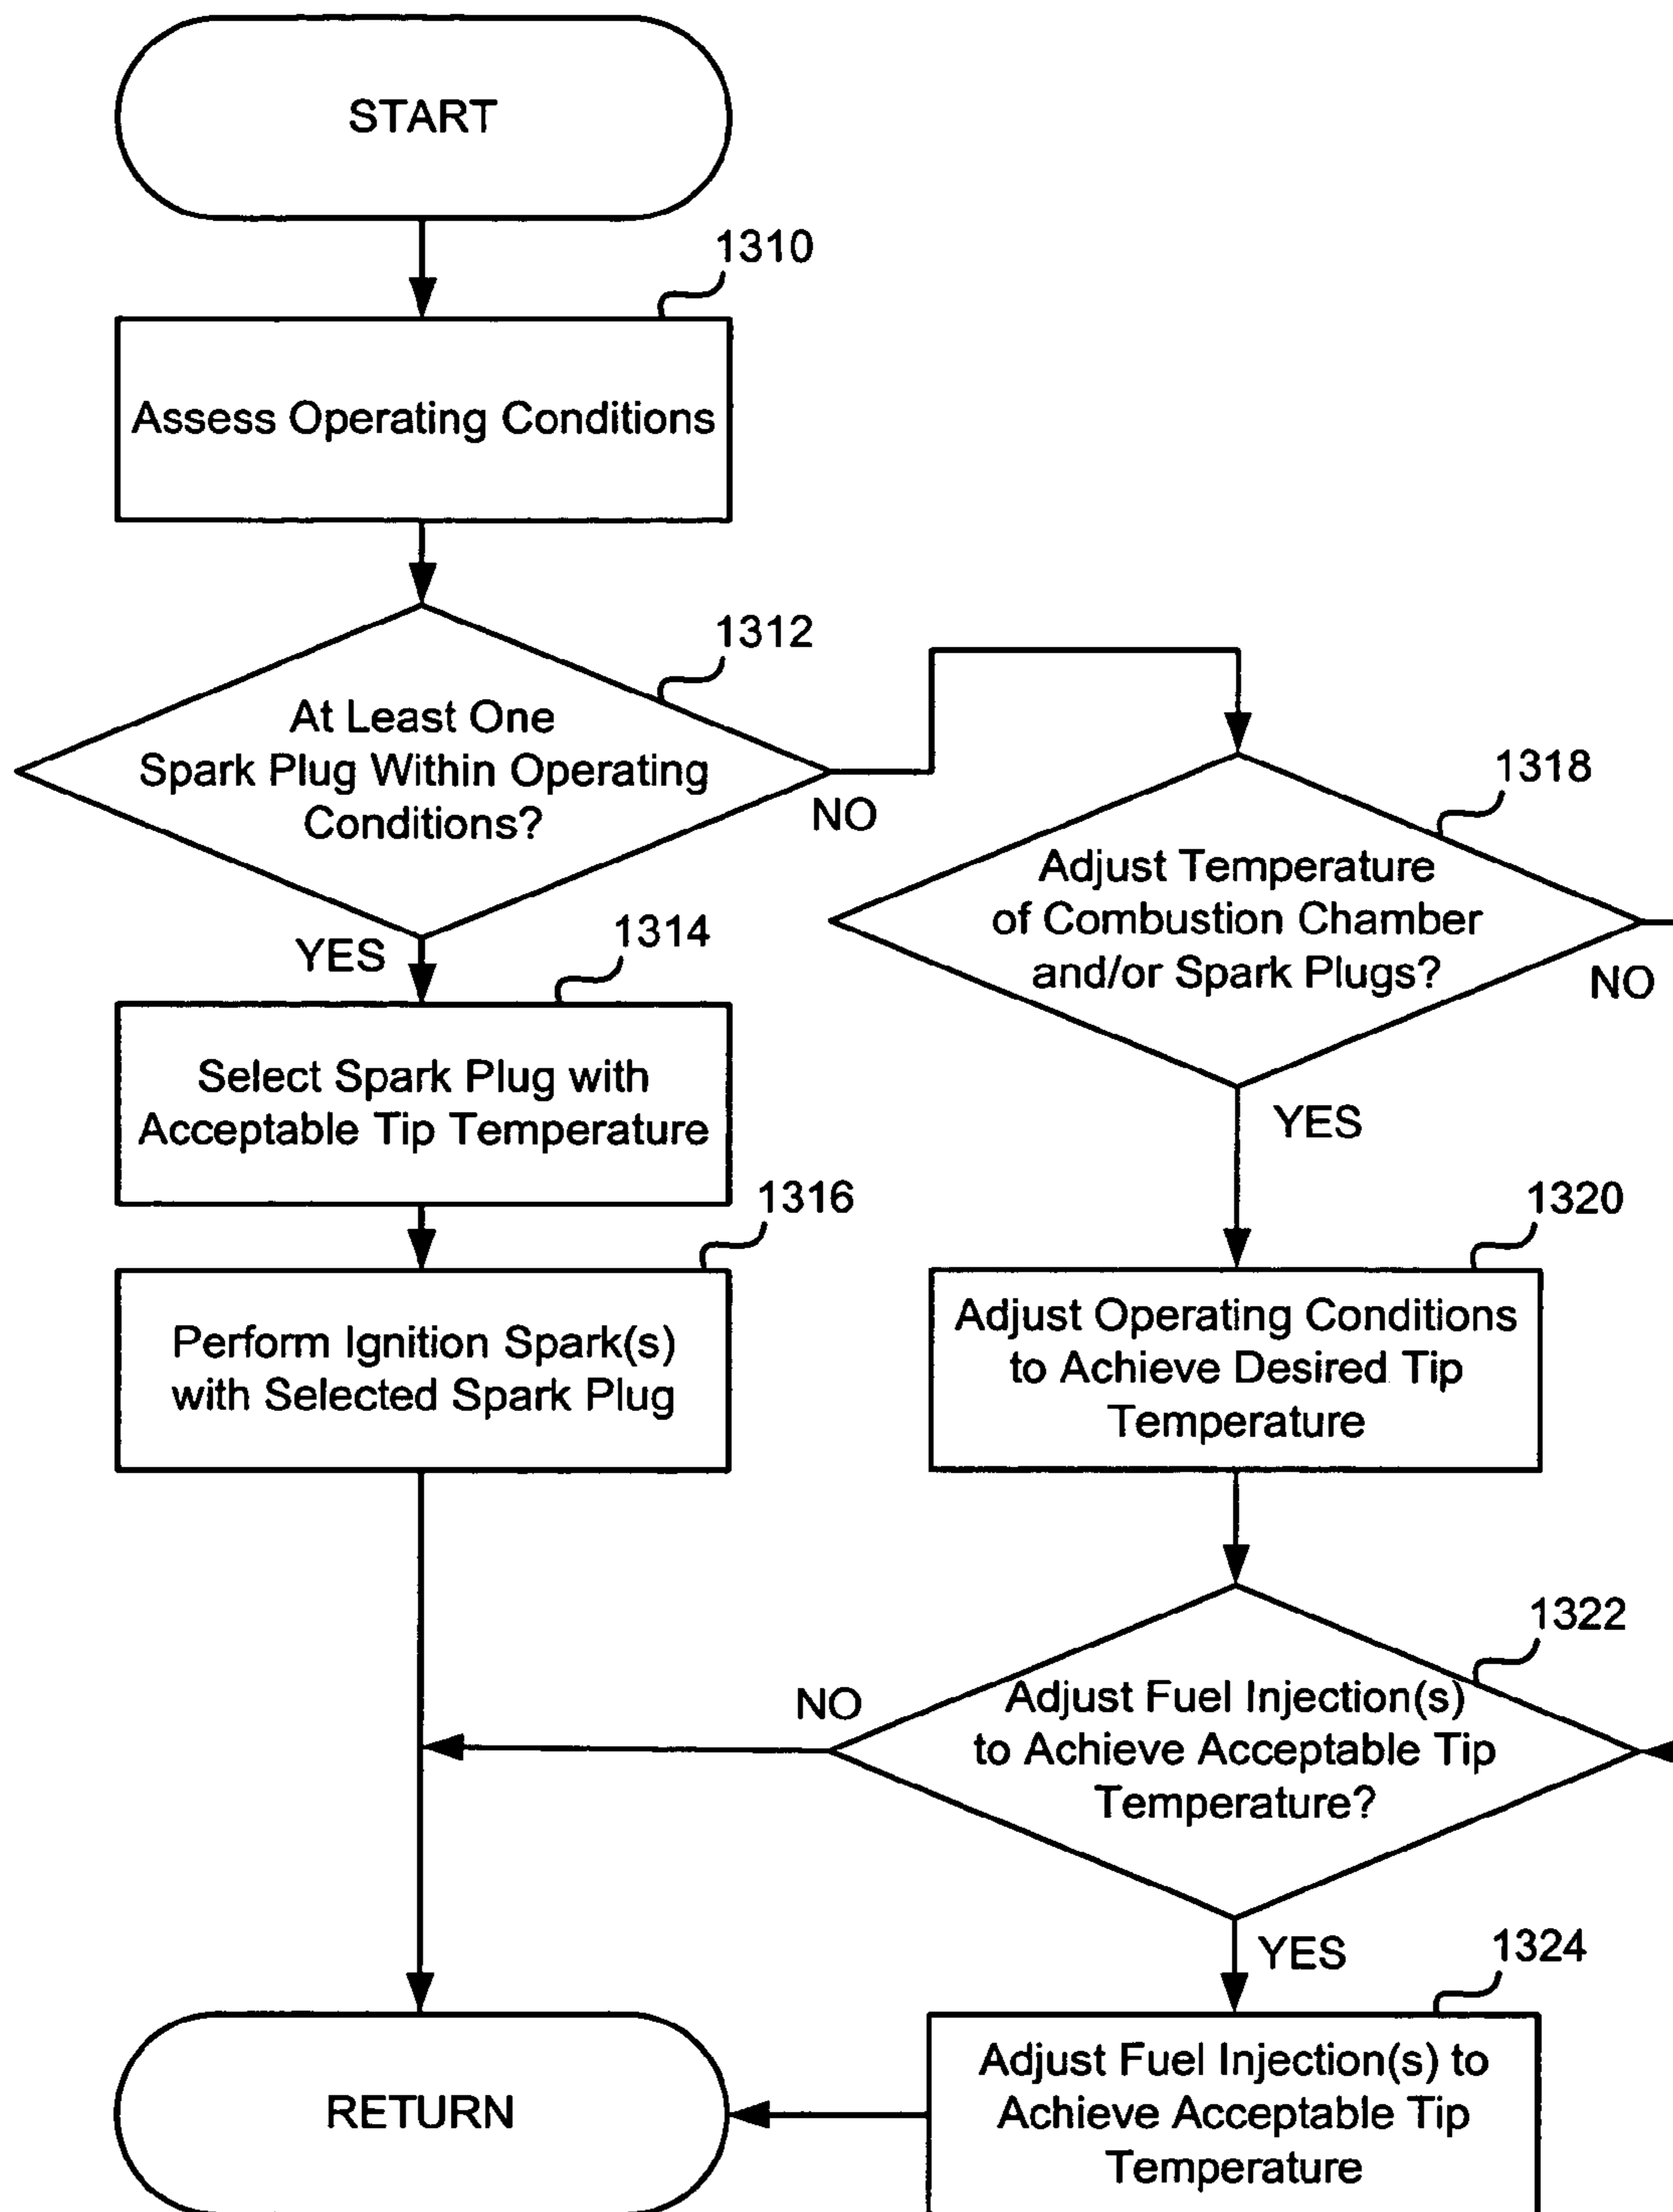 START
1310
Assess Operating Conditions
1312
At Least One
Spark Plug Within Operating
Conditions?
NO
YES
1314
Select Spark Plug with
Acceptable Tip Temperature
1316
Perform Ignition Spark(s)
with Selected Spark Plug
1318
Adjust Temperature
of Combustion Chamber
and/or Spark Plugs?
NO
YES
1320
Adjust Operating Conditions
to Achieve Desired Tip
Temperature
1322
Adjust Fuel Injection(s)
to Achieve Acceptable Tip
Temperature?
NO
YES
1324
Adjust Fuel Injection(s) to
Achieve Acceptable Tip
Temperature
RETURN